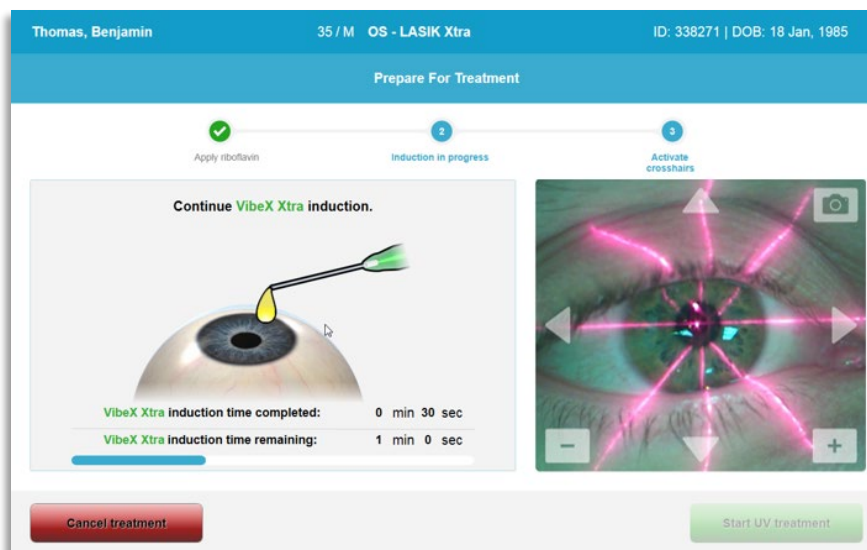 Thomas, Benjamin 35 / M OS - LASIK Xtra ID: 338271 | DOB: 18 Jan, 1985
Prepare For Treatment
2
3
Apply riboflavin
Induction in progress
Activate
crosshairs
Continue VibeX Xtra induction.
VibeX Xtra induction time completed: 0 min 30 sec
VibeX Xtra induction time remaining: 1 min 0 sec
Cancel treatment
Start UV treatment